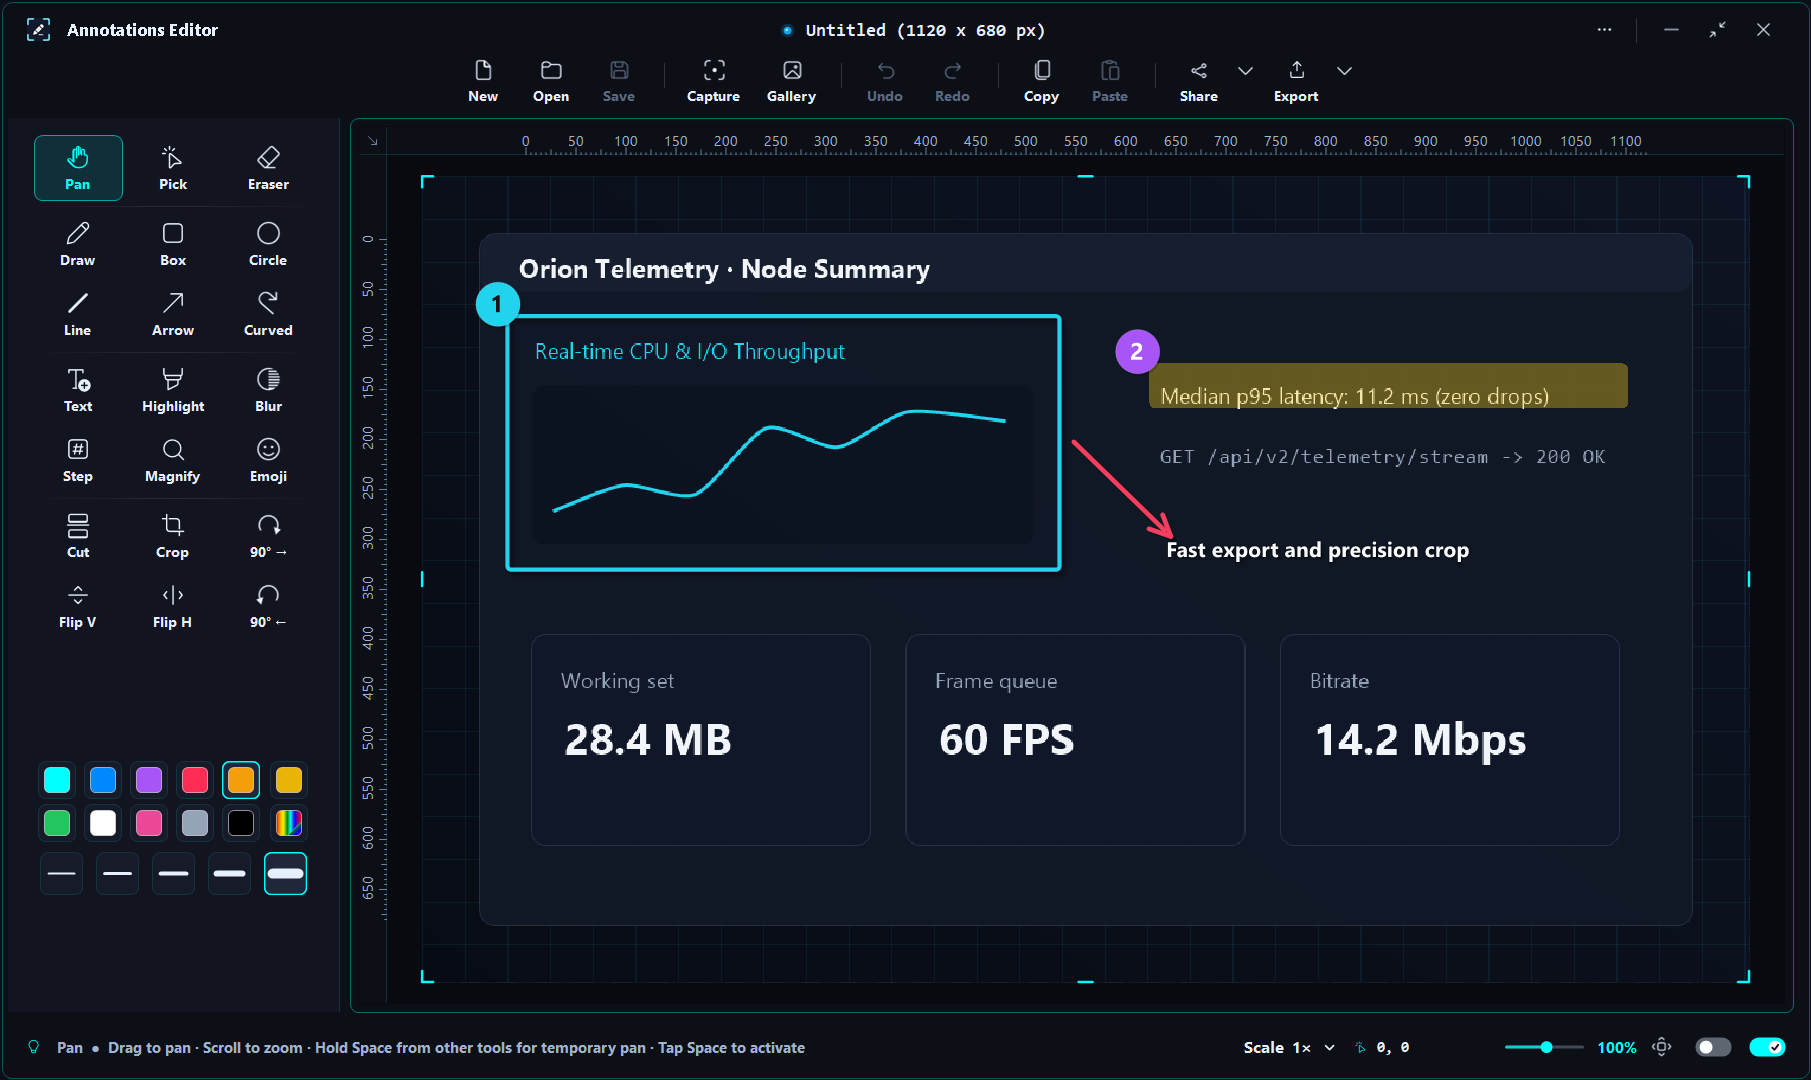 Annotations Editor
Untitled (1120 x 680 px)
New Open Save Capture Gallery Undo Redo Copy Paste Share Export
Pan Pick Eraser
Draw Box Circle
Line Arrow Curved
Text Highlight Blur
Step Magnify Emoji
Cut Crop 90° →
Flip V Flip H 90° ←
0 50 100 150 200 250 300 350 400 450 500 550 600 650 700 750 800 850 900 950 1000 1050 1100
0 50 100 150 200 250 300 350 400 450 500 550 600 650
Orion Telemetry · Node Summary
1
Real-time CPU & I/O Throughput
2
Median p95 latency: 11.2 ms (zero drops)
GET /api/v2/telemetry/stream -> 200 OK
Fast export and precision crop
Working set
28.4 MB
Frame queue
60 FPS
Bitrate
14.2 Mbps
Pan • Drag to pan · Scroll to zoom · Hold Space from other tools for temporary pan · Tap Space to activate
Scale 1× 0, 0 100%